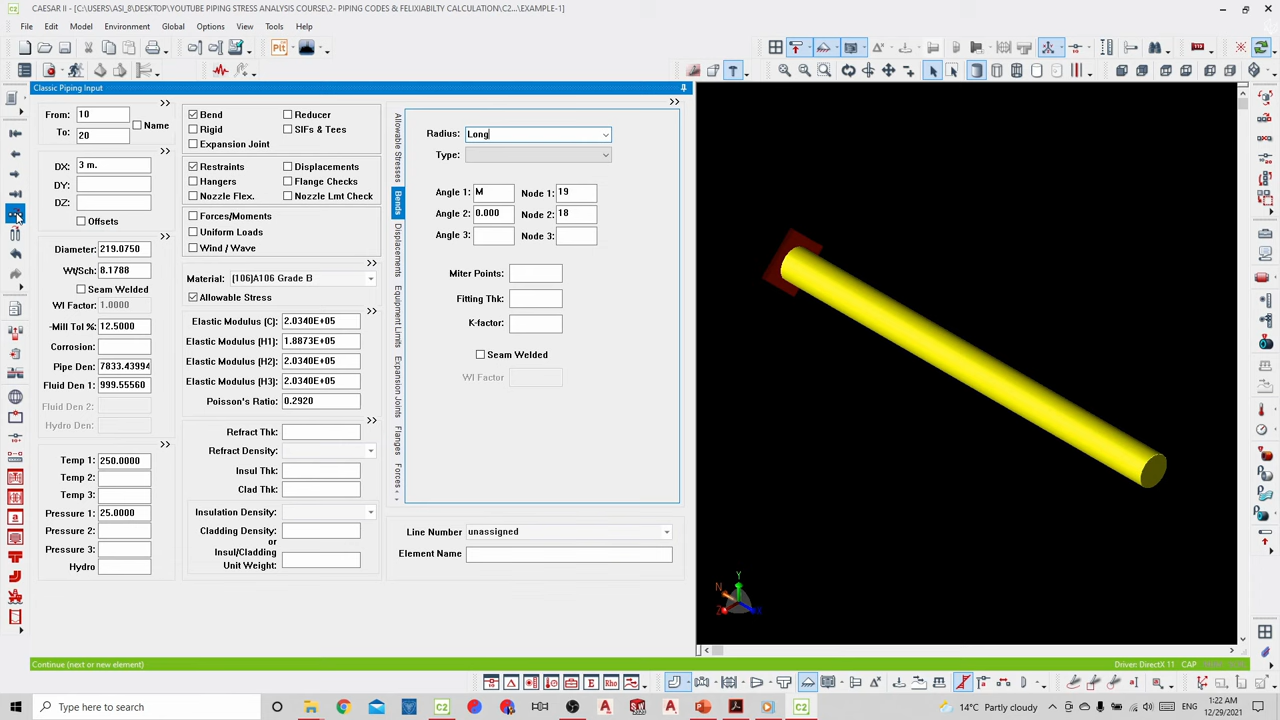 CAESAR II - [C:\USERS\ASI_8\DESKTOP\YOUTUBE PIPING STRESS ANALYSIS COURSE\2- PIPING CODES & FELIXIABILTY CALCULATION\C2...\EXAMPLE-1]
File Edit Model Environment Global Options View Tools Help
Classic Piping Input
From: 10
To: 20
Name
DX: 3 m.
DY:
DZ:
Offsets
Diameter: 219.0750
Wt/Sch: 8.1788
Seam Welded
WI Factor: 1.0000
-Mill Tol %: 12.5000
Corrosion:
Pipe Den: 7833.43994
Fluid Den 1: 999.55560
Fluid Den 2:
Hydro Den:
Temp 1: 250.0000
Temp 2:
Temp 3:
Pressure 1: 25.0000
Pressure 2:
Pressure 3:
Hydro
Bend Reducer
Rigid SIFs & Tees
Expansion Joint
Restraints Displacements
Hangers Flange Checks
Nozzle Flex. Nozzle Lmt Check
Forces/Moments
Uniform Loads
Wind / Wave
Material: (106)A106 Grade B
Allowable Stress
Elastic Modulus (C): 2.0340E+05
Elastic Modulus (H1): 1.8873E+05
Elastic Modulus (H2): 2.0340E+05
Elastic Modulus (H3): 2.0340E+05
Poisson's Ratio: 0.2920
Refract Thk:
Refract Density:
Insul Thk:
Clad Thk:
Insulation Density:
Cladding Density:
or
Insul/Cladding
Unit Weight:
Allowable Stresses
Bends
Displacements
Equipment Limits
Expansion Joints
Flanges
Forces
Radius: Long
Type:
Angle 1: M Node 1: 19
Angle 2: 0.000 Node 2: 18
Angle 3: Node 3:
Miter Points:
Fitting Thk:
K-factor:
Seam Welded
WI Factor
Line Number unassigned
Element Name
Y
N
Z
X
Continue (next or new element)
Driver: DirectX 11 CAP
Type here to search
14°C Partly cloudy
1:22 AM
12/29/2021